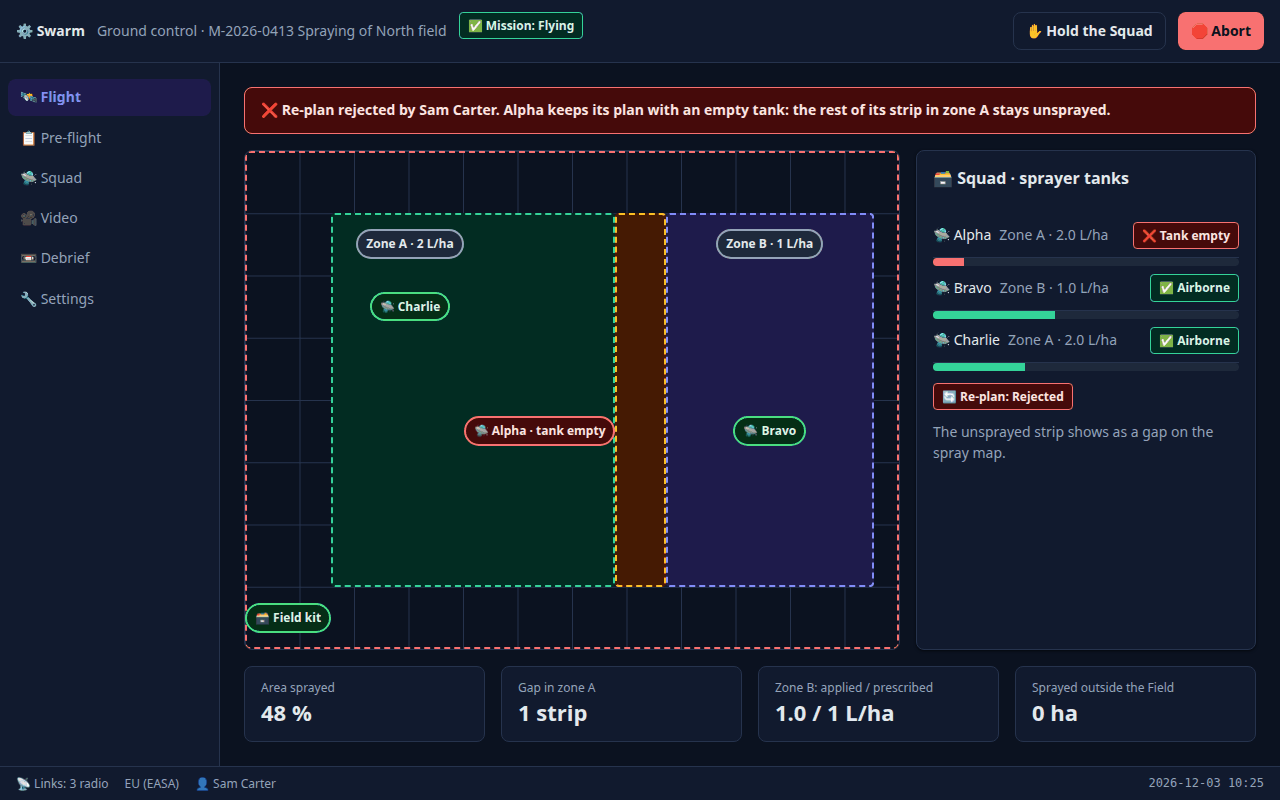 Swarm
Ground control · M-2026-0413 Spraying of North field
Mission: Flying
Hold the Squad
Abort
Flight
Pre-flight
Squad
Video
Debrief
Settings
Re-plan rejected by Sam Carter. Alpha keeps its plan with an empty tank: the rest of its strip in zone A stays unsprayed.
Zone A · 2 L/ha
Zone B · 1 L/ha
Charlie
Alpha · tank empty
Bravo
Field kit
Squad · sprayer tanks
Alpha Zone A · 2.0 L/ha
Tank empty
Bravo Zone B · 1.0 L/ha
Airborne
Charlie Zone A · 2.0 L/ha
Airborne
Re-plan: Rejected
The unsprayed strip shows as a gap on the
spray map.
Area sprayed
48 %
Gap in zone A
1 strip
Zone B: applied / prescribed
1.0 / 1 L/ha
Sprayed outside the Field
0 ha
Links: 3 radio
EU (EASA)
Sam Carter
2026-12-03 10:25